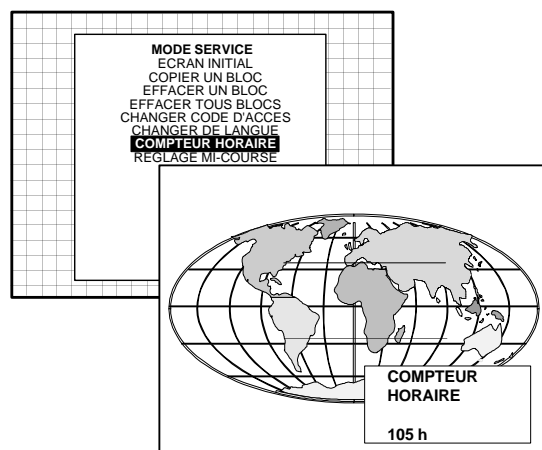 MODE SERVICE
ECRAN INITIAL
COPIER UN BLOC
EFFACER UN BLOC
EFFACER TOUS BLOCS
CHANGER CODE D'ACCES
CHANGER DE LANGUE
COMPTEUR HORAIRE
REGLAGE MI-COURSE
COMPTEUR
HORAIRE
105 h